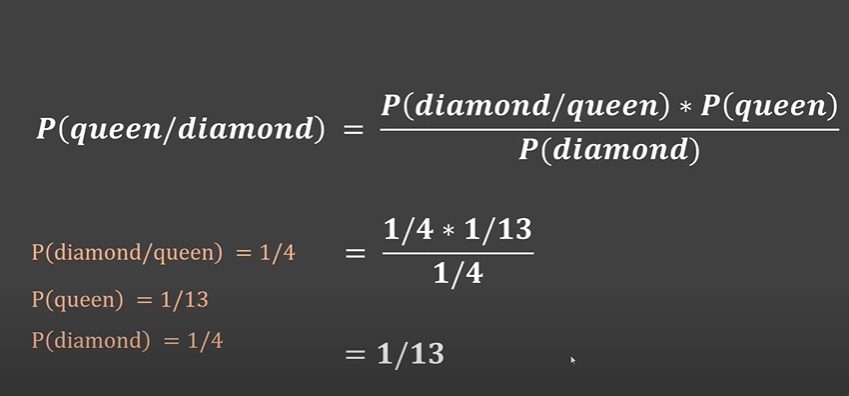 P(queen/diamond) = P(diamond/queen) * P(queen)
P(diamond)
P(diamond/queen) = 1/4
P(queen) = 1/13
P(diamond) = 1/4
= 1/4 * 1/13
1/4
= 1/13